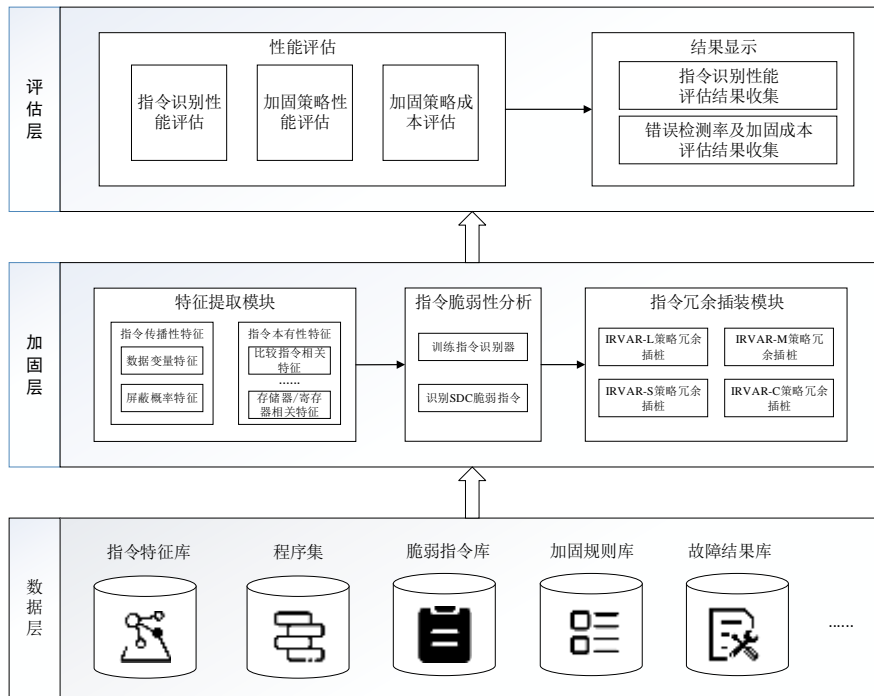 评估层
性能评估
指令识别性
能评估
加固策略性
能评估
加固策略成
本评估
结果显示
指令识别性能
评估结果收集
错误检测率及加固成本
评估结果收集
加固层
特征提取模块
指令传播性特征
数据变量特征
屏蔽概率特征
指令本有性特征
比较指令相关
特征
......
存储器/寄存
器相关特征
指令脆弱性分析
训练指令识别器
识别SDC脆弱指令
指令冗余插装模块
IRVAR-L策略冗余
插桩
IRVAR-M策略冗
余插桩
IRVAR-S策略冗余
插桩
IRVAR-C策略冗余
插桩
数据层
指令特征库
程序集
脆弱指令库
加固规则库
故障结果库
......